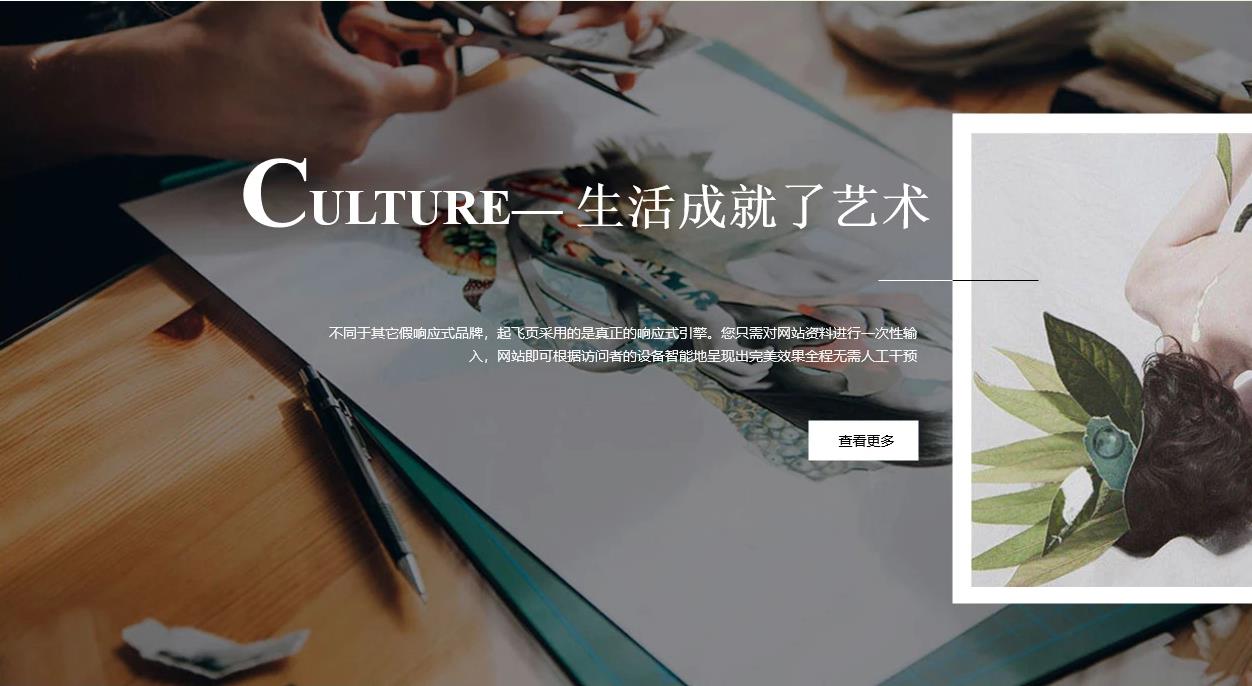 CULTURE— 生活成就了艺术
不同于其它假响应式品牌，起飞页采用的是真正的响应式引擎。您只需对网站资料进行一次性输
入，网站即可根据访问者的设备智能地呈现出完美效果全程无需人工干预
查看更多